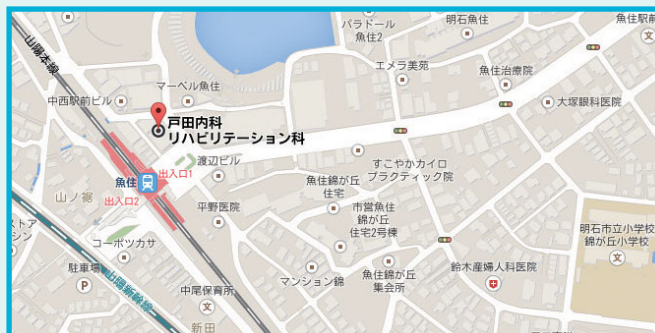 パラドール
魚住2
明石魚住
魚住駅前
山陽本線
エメラ美苑
魚住治療院
マーベル魚住
中西駅前ビル
大塚眼科医院
戸田内科
リハビリテーション科
渡辺ビル
出入口1
魚住
出入口2
すこやかカイロ
プラクティック院
魚住錦が丘
住宅
山ノ裾
平野医院
市営魚住
錦が丘
住宅2号棟
コーポツカサ
明石市立小学校
錦が丘小学校
駐車場
P
山陽新幹線
マンション錦
魚住錦が丘
集会所
鈴木産婦人科医院
中尾保育所
文
文
文
新田